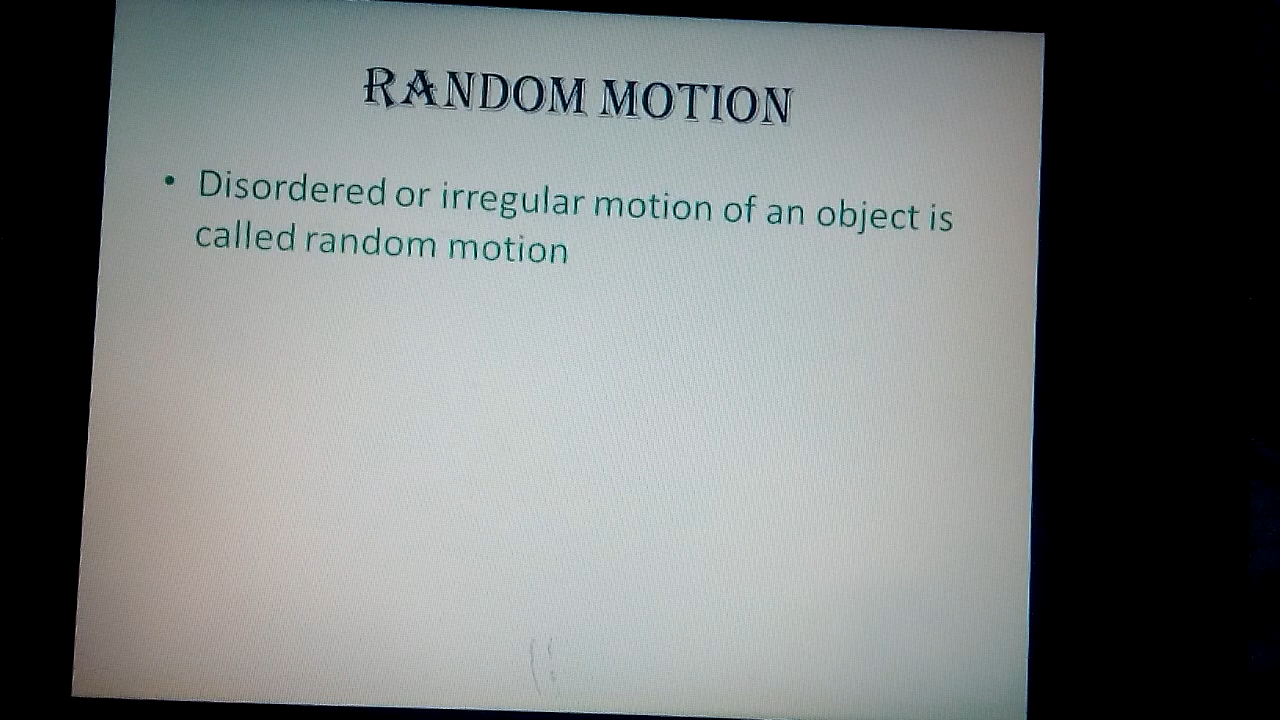 RANDOM MOTION
• Disordered or irregular motion of an object is
called random motion